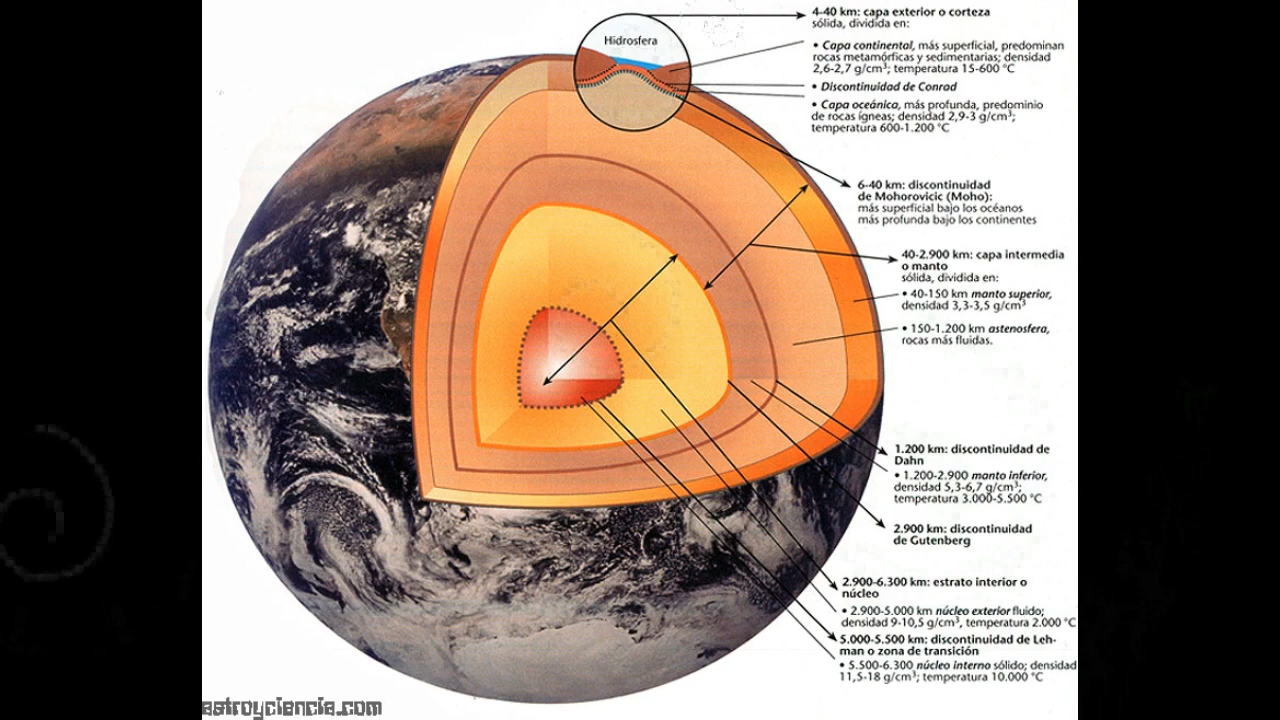 4-40 km: capa exterior o corteza
sólida, dividida en:
Hidrosfera
• Capa continental, más superficial, predominan
rocas metamórficas y sedimentarias; densidad
2,6-2,7 g/cm³; temperatura 15-600 °C
• Discontinuidad de Conrad
• Capa oceánica, más profunda, predominio
de rocas ígneas; densidad 2,9-3 g/cm³;
temperatura 600-1.200 °C
6-40 km: discontinuidad
de Mohorovicic (Moho):
más superficial bajo los océanos
más profunda bajo los continentes
40-2.900 km: capa intermedia
o manto
sólida, dividida en:
• 40-150 km manto superior,
densidad 3,3-3,5 g/cm³
• 150-1.200 km astenosfera,
rocas más fluidas.
1.200 km: discontinuidad de
Dahn
• 1.200-2.900 manto inferior,
densidad 5,3-6,7 g/cm³;
temperatura 3.000-5.500 °C
2.900 km: discontinuidad
de Gutenberg
2.900-6.300 km: estrato interior o
núcleo
• 2.900-5.000 km núcleo exterior fluido;
densidad 9-10,5 g/cm³, temperatura 2.000 °C
5.000-5.500 km: discontinuidad de Leh-
man o zona de transición
• 5.500-6.300 núcleo interno sólido; densidad
11,5-18 g/cm³; temperatura 10.000 °C
astroyciencia.com